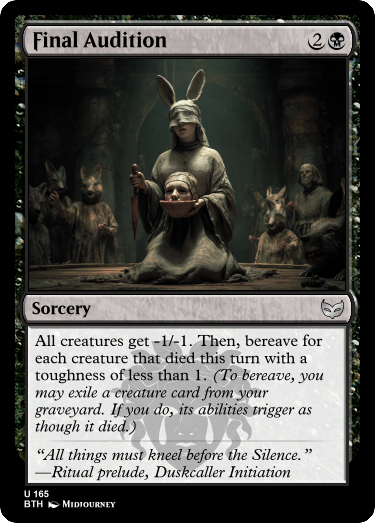 Final Audition 2
Sorcery
All creatures get -1/-1. Then, bereave for
each creature that died this turn with a
toughness of less than 1. (To bereave, you
may exile a creature card from your
graveyard. If you do, its abilities trigger as
though it died.)
“All things must kneel before the Silence.”
—Ritual prelude, Duskcaller Initiation
U 165
BTH Midjourney